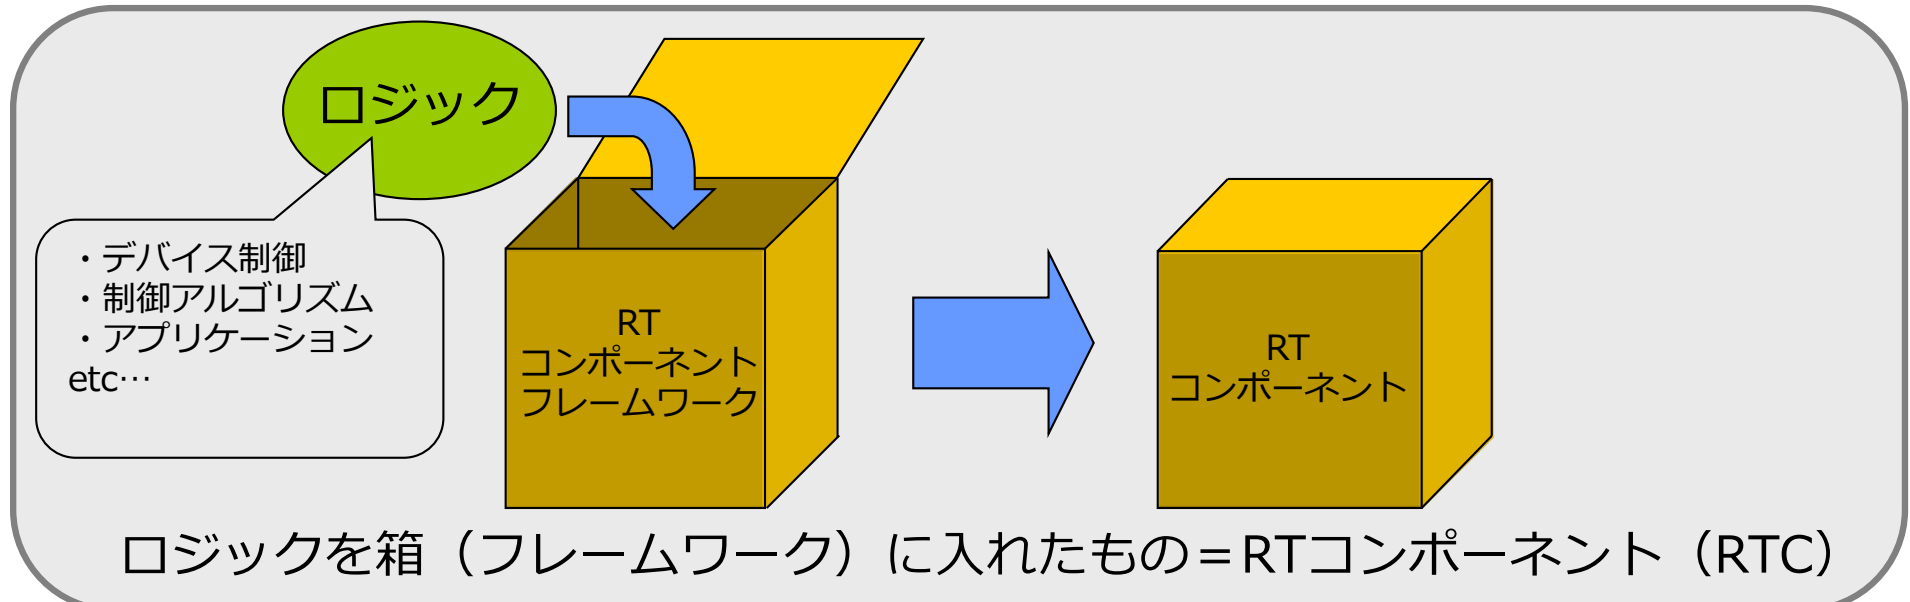 ロジック
・デバイス制御
・制御アルゴリズム
・アプリケーション
etc…
RT
コンポーネント
フレームワーク
RT
コンポーネント
ロジックを箱（フレームワーク）に入れたもの＝RTコンポーネント（RTC）